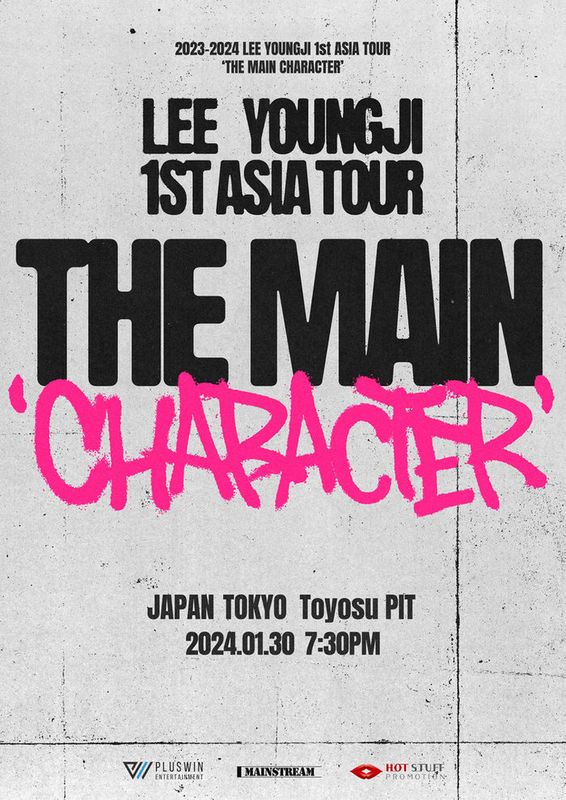 2023-2024 LEE YOUNGJI 1st ASIA TOUR
‘THE MAIN CHARACTER’
LEE YOUNGJI
1ST ASIA TOUR
THE MAIN
‘CHARACTER’
JAPAN TOKYO Toyosu PIT
2024.01.30 7:30PM
PLUSWIN
ENTERTAINMENT
MAINSTREAM
HOT STUFF
PROMOTION